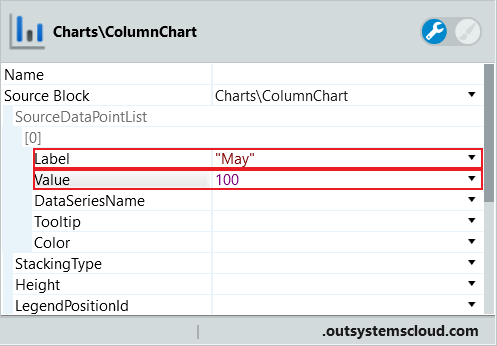 Charts\ColumnChart
Name
Source Block Charts\ColumnChart
SourceDataPointList
[0]
Label "May"
Value 100
DataSeriesName
Tooltip
Color
StackingType
Height
LegendPositionId
| .outsystemscloud.com